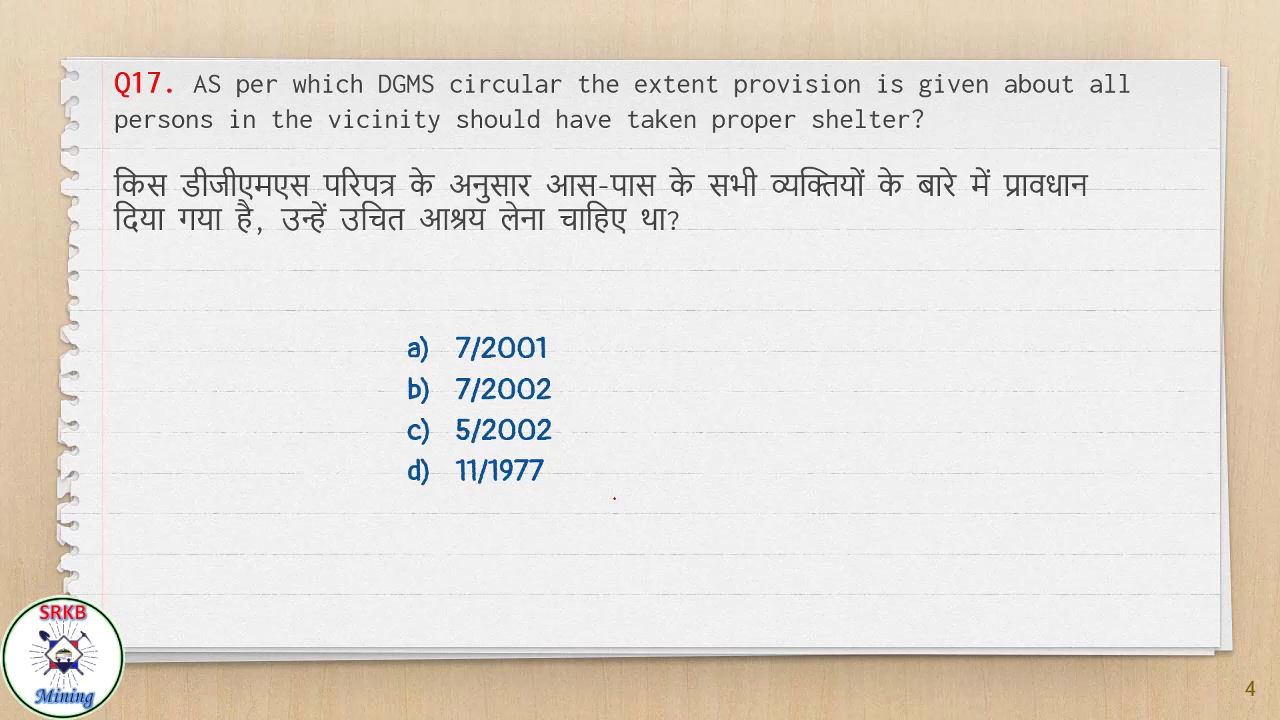 Q17. AS per which DGMS circular the extent provision is given about all
persons in the vicinity should have taken proper shelter?
किस डीजीएमएस परिपत्र के अनुसार आस-पास के सभी व्यक्तियों के बारे में प्रावधान
दिया गया है, उन्हें उचित आश्रय लेना चाहिए था?
a) 7/2001
b) 7/2002
c) 5/2002
d) 11/1977
SRKB
Mining
4